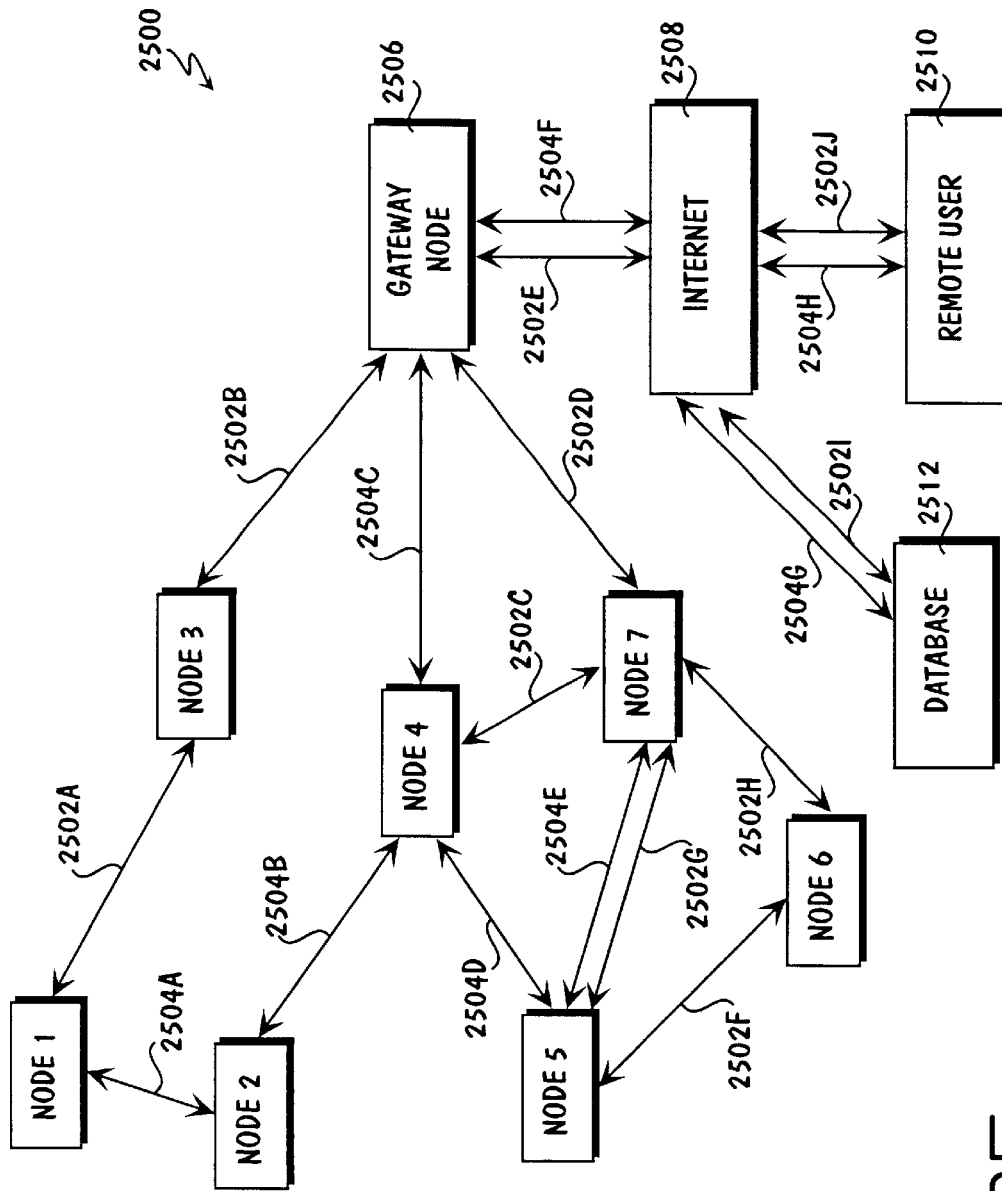 2500
NODE 1
2502A
2504A
NODE 3
NODE 2
2502B
2504B
2504C
GATEWAY
NODE
2506
NODE 4
2504D
2502C
2502E
2504F
NODE 5
2502D
2504E
NODE 7
INTERNET
2508
2502G
2502F
2502H
2504G
2504H
NODE 6
2502J
2502I
DATABASE
2512
REMOTE USER
2510